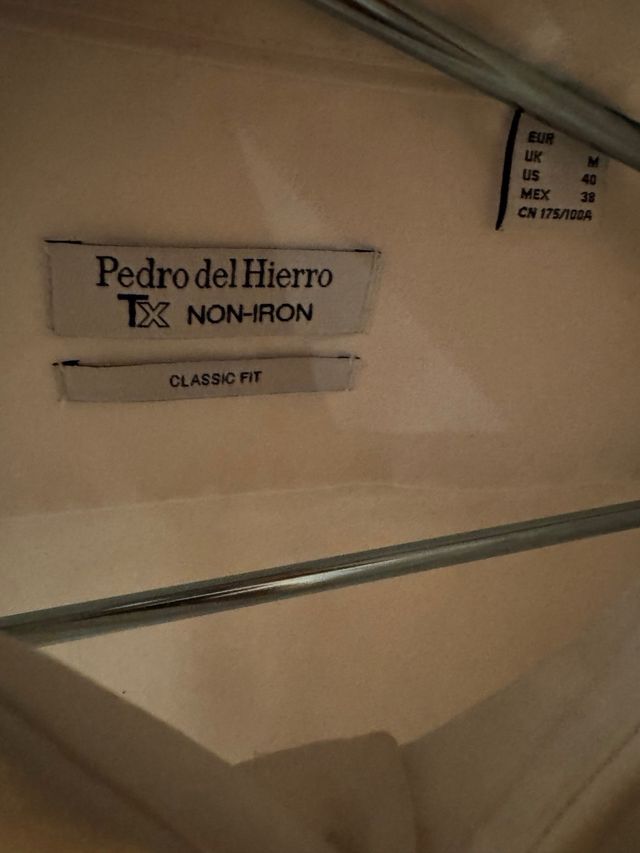 Pedro del Hierro
TX NON-IRON
CLASSIC FIT
EUR
UK M
US 40
MEX 38
CN 175/100A